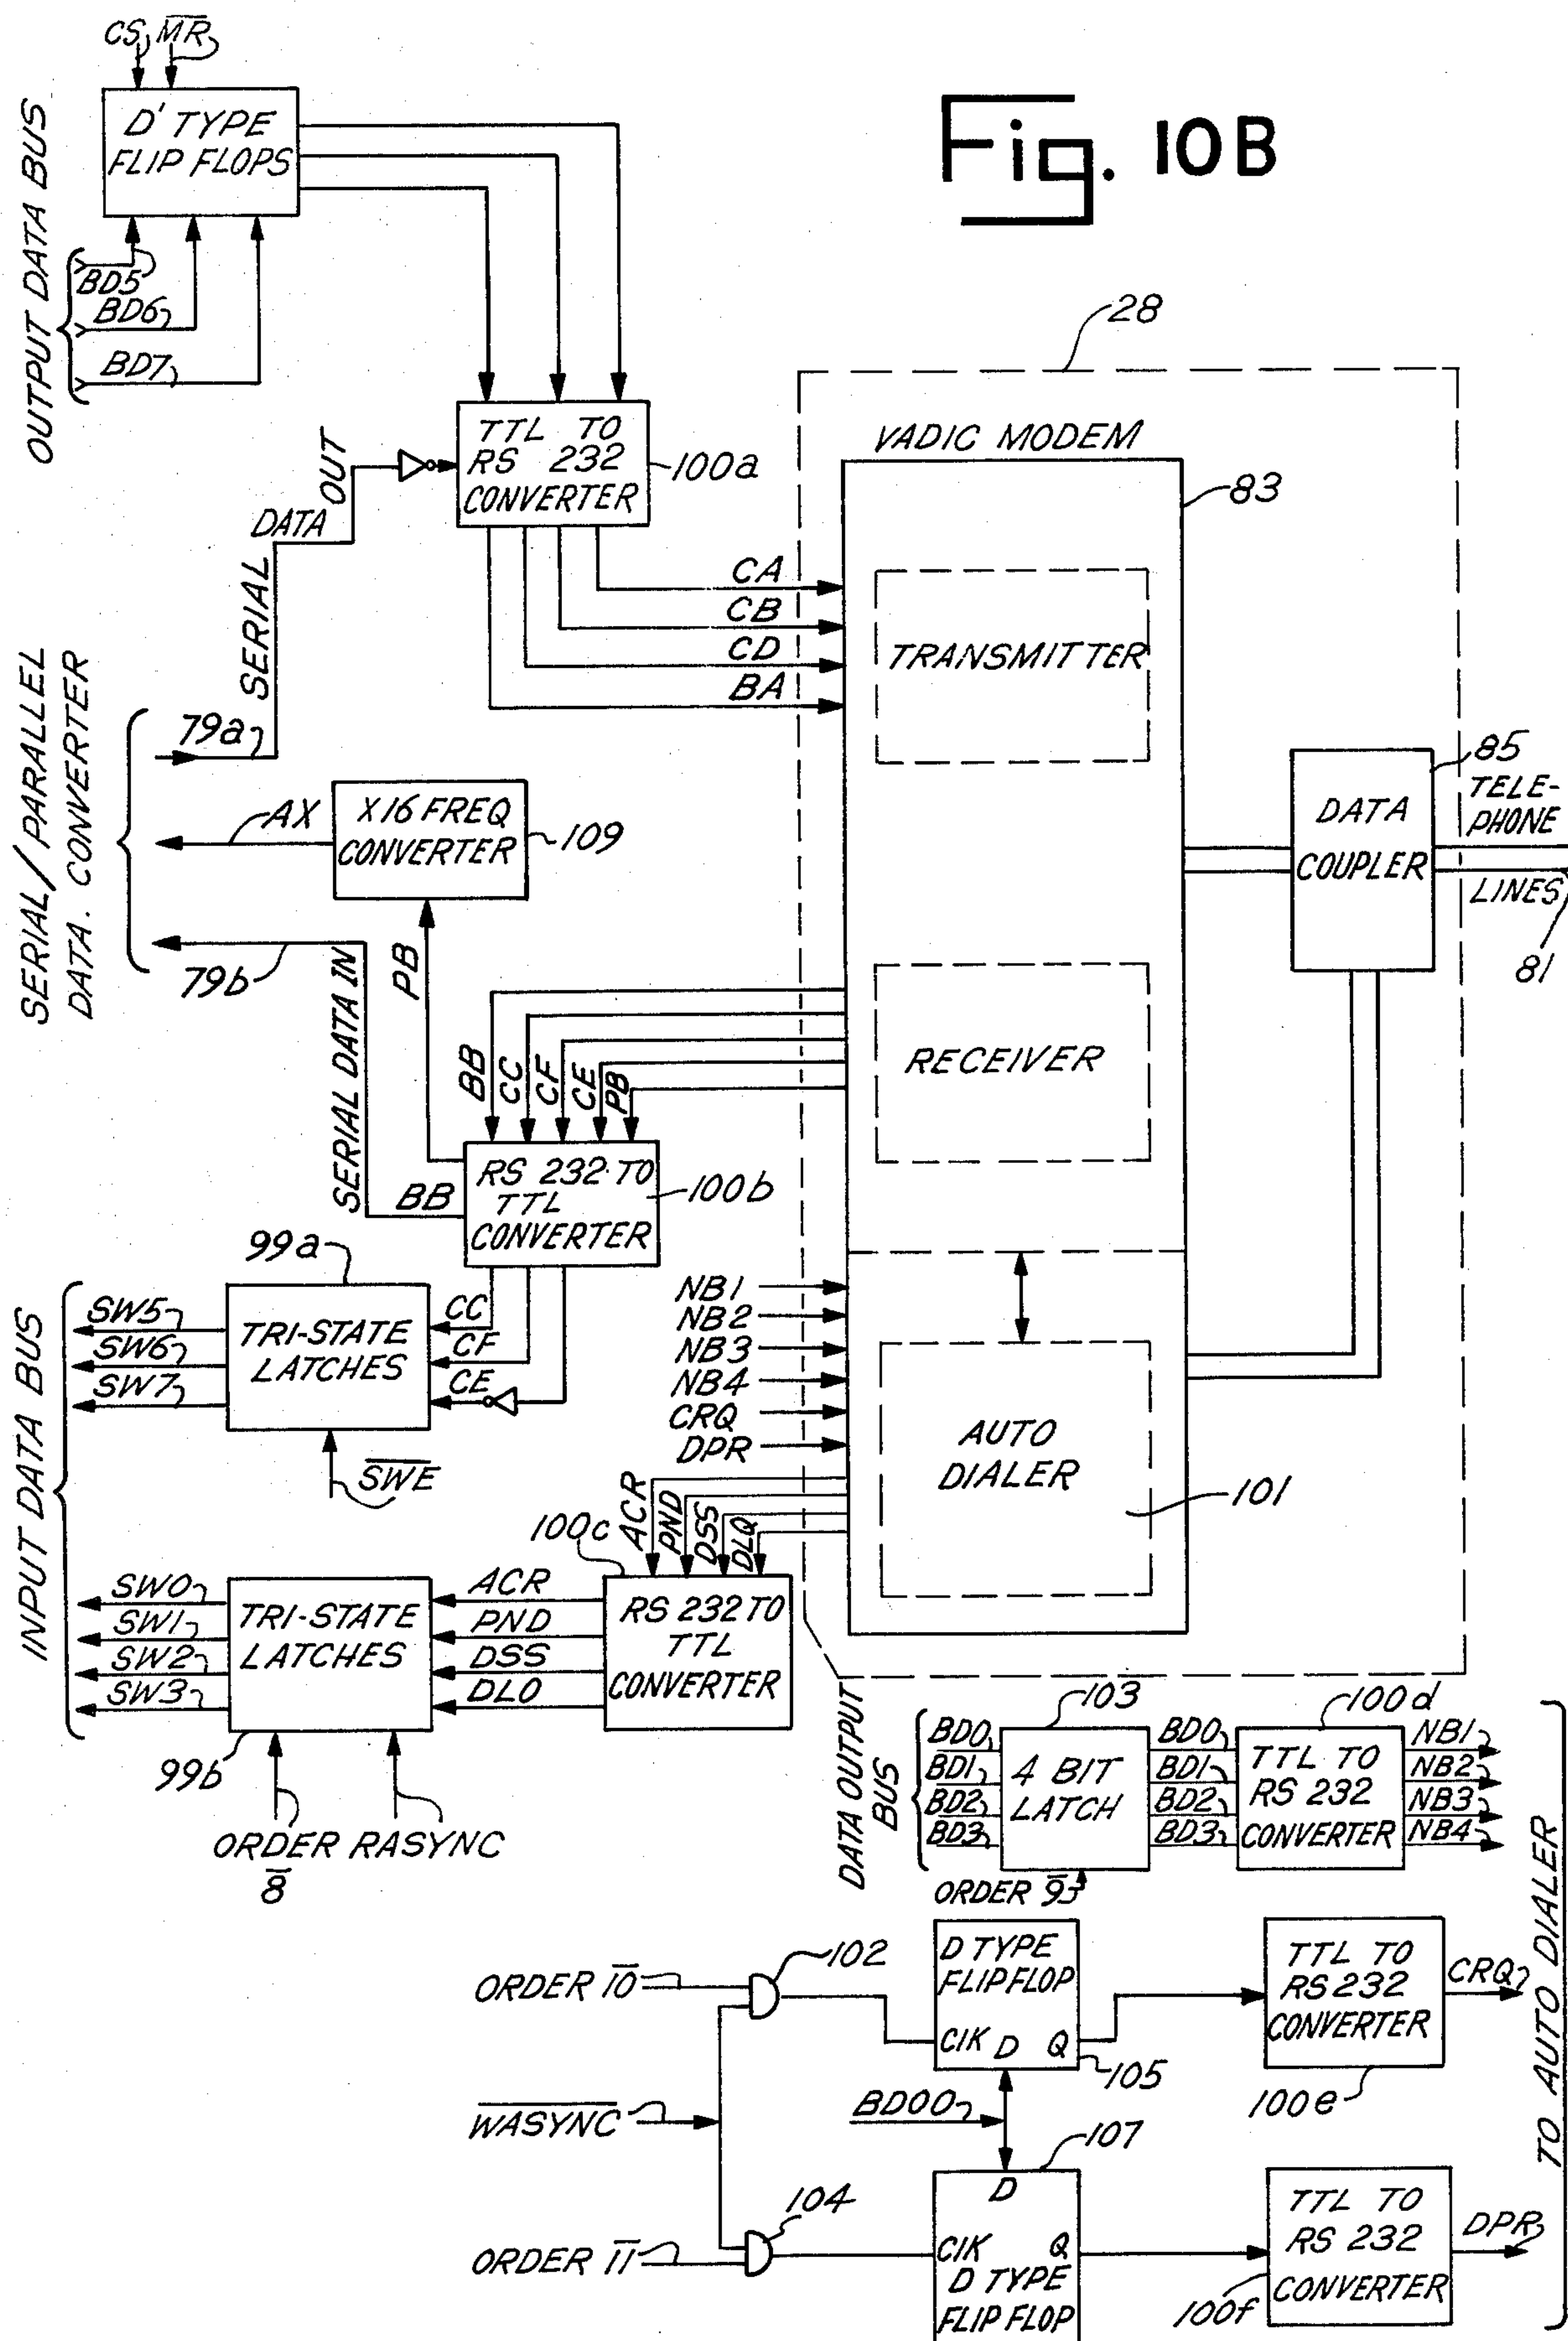 Fig. 10B
CS
M̅R̅
D' TYPE
FLIP FLOPS
OUTPUT DATA BUS
BD5
BD6
BD7
TTL TO
RS 232
CONVERTER
100a
SERIAL
DATA
OUT
28
VADIC MODEM
83
CA
CB
CD
BA
TRANSMITTER
SERIAL/PARALLEL
DATA. CONVERTER
79a
AX
X16 FREQ
CONVERTER
109
79b
SERIAL DATA IN
PB
85
DATA
COUPLER
TELE-
PHONE
LINES
81
BB
CC
CF
CE
PB
RECEIVER
RS 232 TO
TTL
CONVERTER
100b
BB
99a
INPUT DATA BUS
SW5
SW6
SW7
TRI-STATE
LATCHES
CC
CF
CE
S̅W̅E̅
NB1
NB2
NB3
NB4
CRQ
DPR
AUTO
DIALER
101
ACR
PND
DSS
DLQ
100c
SW0
SW1
SW2
SW3
TRI-STATE
LATCHES
ACR
PND
DSS
DLO
RS 232 TO
TTL
CONVERTER
99b
ORDER
8̅
RASYNC
DATA OUTPUT
BUS
BD0
BD1
BD2
BD3
103
4 BIT
LATCH
ORDER 9̅
BD0
BD1
BD2
BD3
100d
TTL TO
RS 232
CONVERTER
NB1
NB2
NB3
NB4
TO AUTO DIALER
ORDER 1̅0̅
102
D TYPE
FLIP FLOP
ClK D Q
105
TTL TO
RS 232
CONVERTER
100e
CRQ
W̅A̅S̅Y̅N̅C̅
BD00
107
ORDER 1̅1̅
104
D
ClK Q
D TYPE
FLIP FLOP
TTL TO
RS 232
CONVERTER
100f
DPR